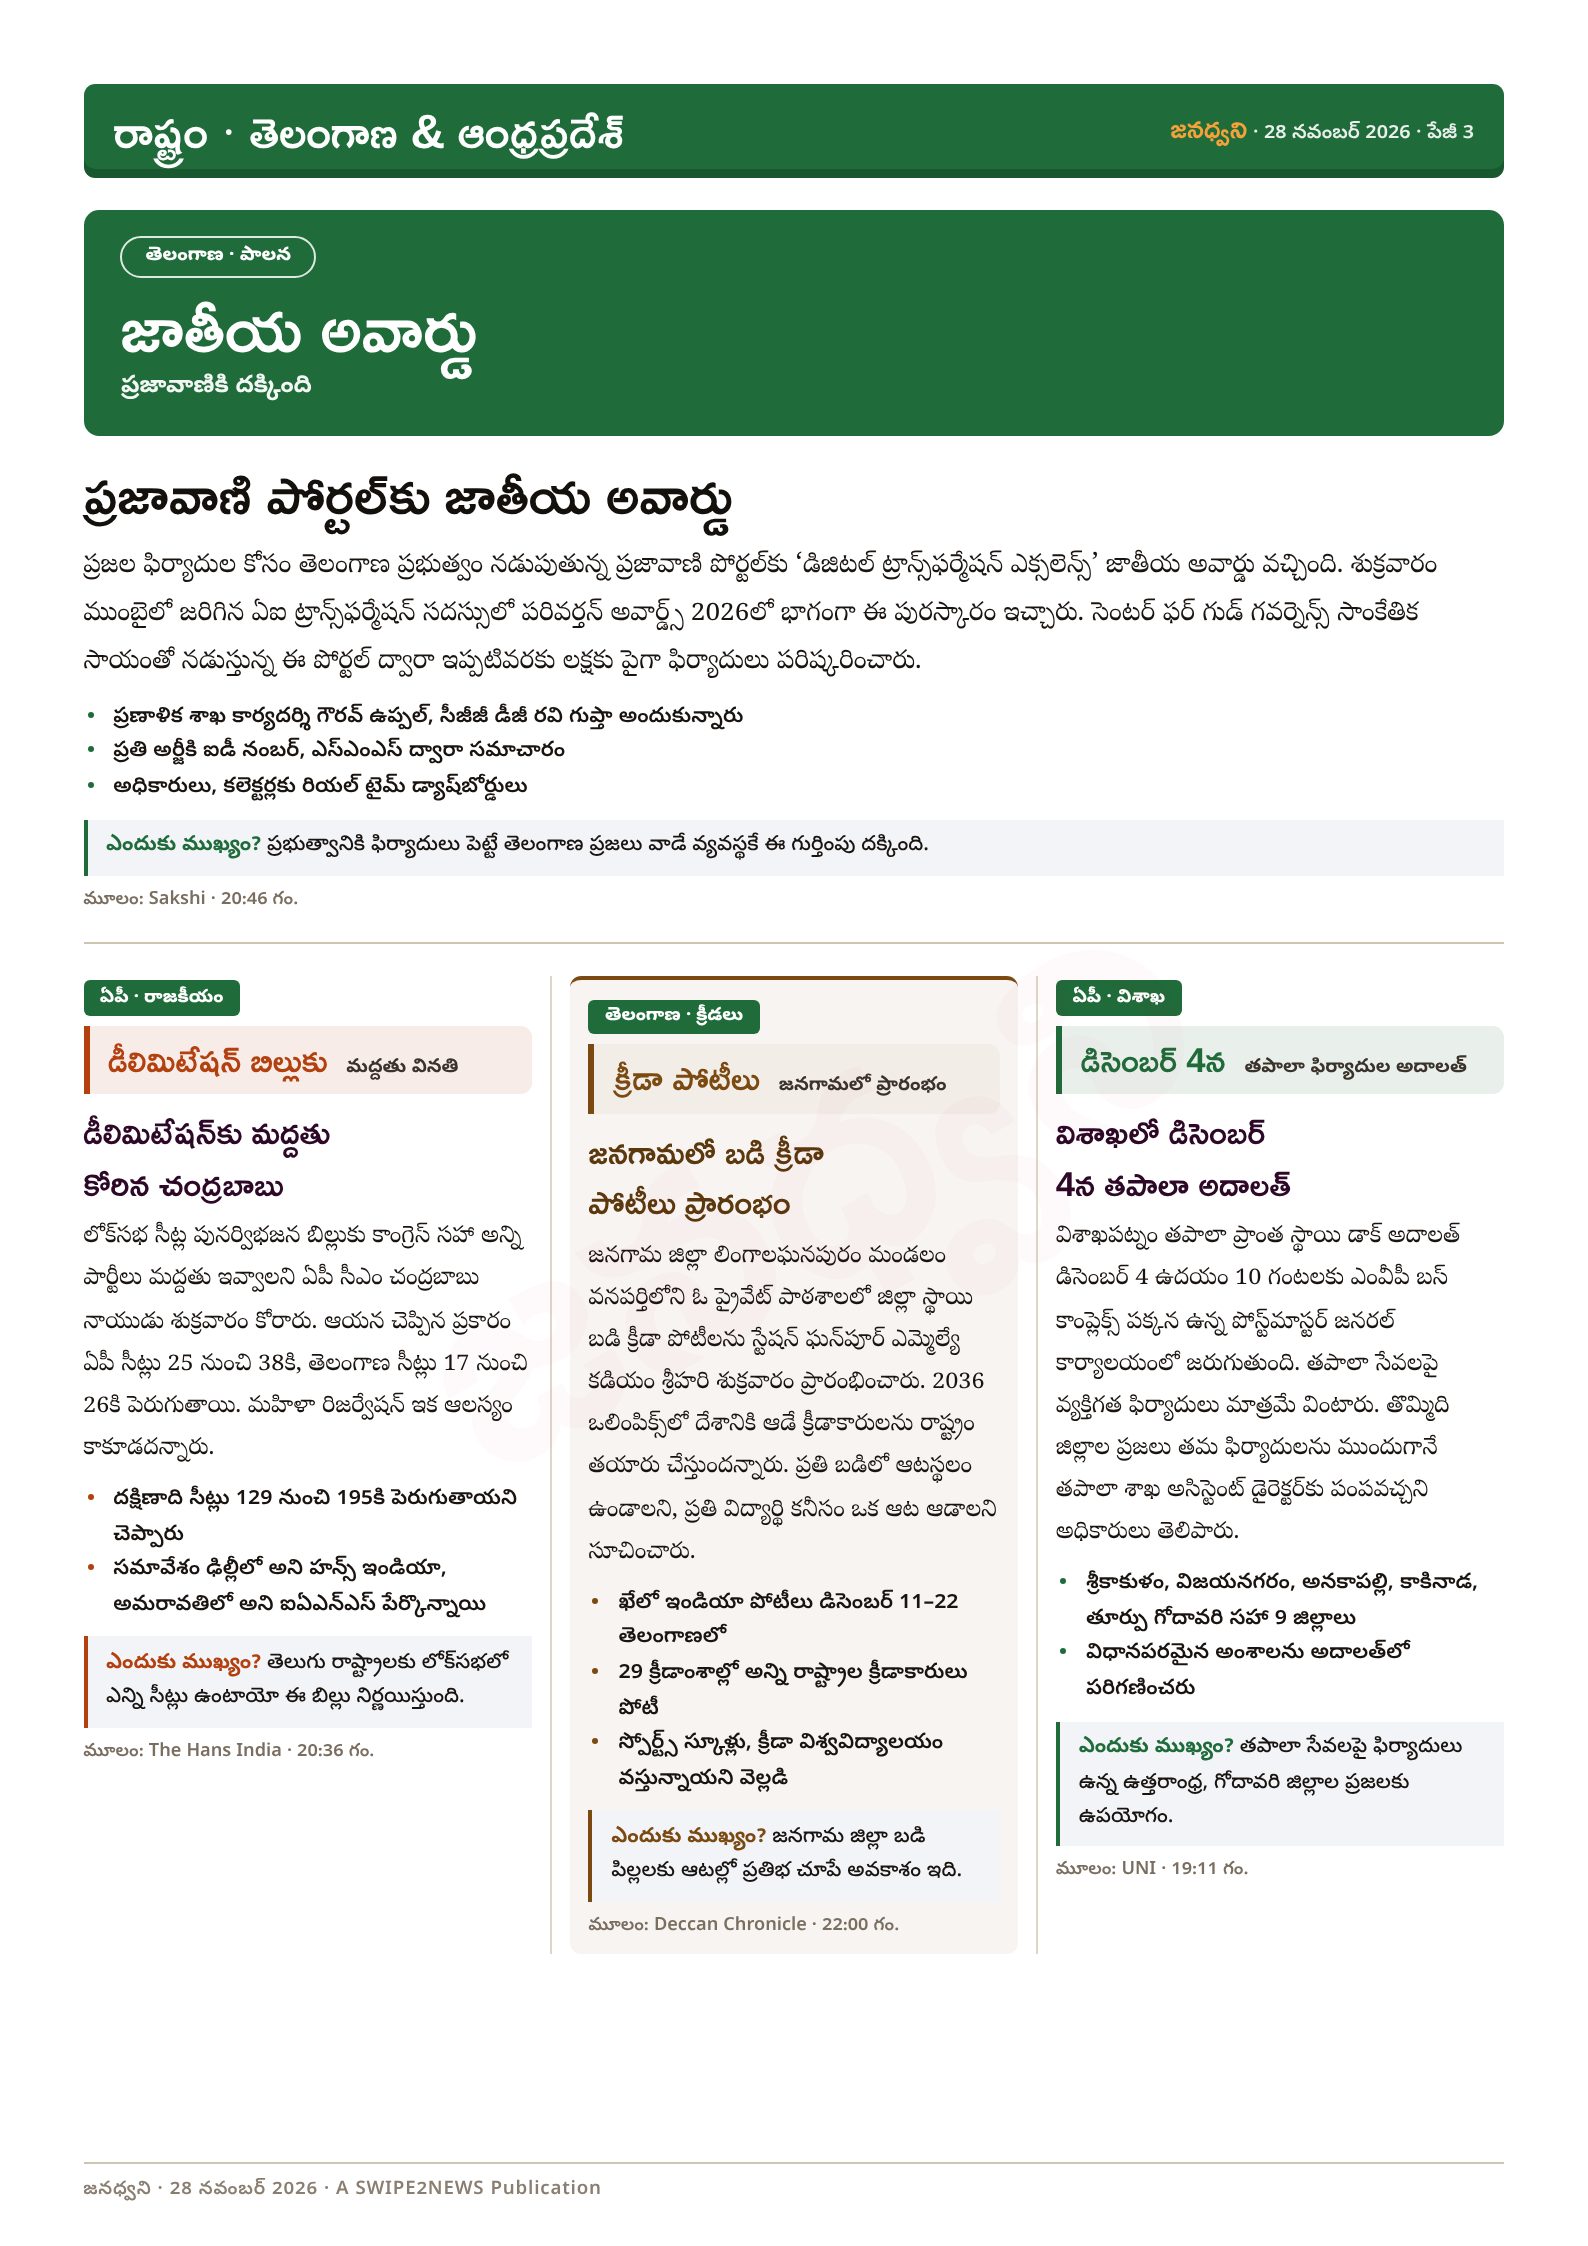 రాష్ట్రం · తెలంగాణ & ఆంధ్రప్రదేశ్
జనధ్వని · 28 నవంబర్ 2026 · పేజీ 3
తెలంగాణ · పాలన
జాతీయ అవార్డు
ప్రజావాణికి దక్కింది
ప్రజావాణి పోర్టల్‌కు జాతీయ అవార్డు
ప్రజల ఫిర్యాదుల కోసం తెలంగాణ ప్రభుత్వం నడుపుతున్న ప్రజావాణి పోర్టల్‌కు ‘డిజిటల్ ట్రాన్స్‌ఫర్మేషన్ ఎక్సలెన్స్’ జాతీయ అవార్డు వచ్చింది. శుక్రవారం
ముంబైలో జరిగిన ఏఐ ట్రాన్స్‌ఫర్మేషన్ సదస్సులో పరివర్తన్ అవార్డ్స్ 2026లో భాగంగా ఈ పురస్కారం ఇచ్చారు. సెంటర్ ఫర్ గుడ్ గవర్నెన్స్ సాంకేతిక
సాయంతో నడుస్తున్న ఈ పోర్టల్ ద్వారా ఇప్పటివరకు లక్షకు పైగా ఫిర్యాదులు పరిష్కరించారు.
• ప్రణాళిక శాఖ కార్యదర్శి గౌరవ్ ఉప్పల్, సీజీజీ డీజీ రవి గుప్తా అందుకున్నారు
• ప్రతి అర్జీకి ఐడీ నంబర్, ఎస్ఎంఎస్ ద్వారా సమాచారం
• అధికారులు, కలెక్టర్లకు రియల్ టైమ్ డ్యాష్‌బోర్డులు
ఎందుకు ముఖ్యం? ప్రభుత్వానికి ఫిర్యాదులు పెట్టే తెలంగాణ ప్రజలు వాడే వ్యవస్థకే ఈ గుర్తింపు దక్కింది.
మూలం: Sakshi · 20:46 గం.
ఏపీ · రాజకీయం
డీలిమిటేషన్ బిల్లుకు మద్దతు వినతి
డీలిమిటేషన్‌కు మద్దతు
కోరిన చంద్రబాబు
లోక్‌సభ సీట్ల పునర్విభజన బిల్లుకు కాంగ్రెస్ సహా అన్ని
పార్టీలు మద్దతు ఇవ్వాలని ఏపీ సీఎం చంద్రబాబు
నాయుడు శుక్రవారం కోరారు. ఆయన చెప్పిన ప్రకారం
ఏపీ సీట్లు 25 నుంచి 38కి, తెలంగాణ సీట్లు 17 నుంచి
26కి పెరుగుతాయి. మహిళా రిజర్వేషన్ ఇక ఆలస్యం
కాకూడదన్నారు.
• దక్షిణాది సీట్లు 129 నుంచి 195కి పెరుగుతాయని
చెప్పారు
• సమావేశం ఢిల్లీలో అని హన్స్ ఇండియా,
అమరావతిలో అని ఐఏఎన్ఎస్ పేర్కొన్నాయి
ఎందుకు ముఖ్యం? తెలుగు రాష్ట్రాలకు లోక్‌సభలో
ఎన్ని సీట్లు ఉంటాయో ఈ బిల్లు నిర్ణయిస్తుంది.
మూలం: The Hans India · 20:36 గం.
తెలంగాణ · క్రీడలు
క్రీడా పోటీలు జనగామలో ప్రారంభం
జనగామలో బడి క్రీడా
పోటీలు ప్రారంభం
జనగామ జిల్లా లింగాలఘనపురం మండలం
వనపర్తిలోని ఓ ప్రైవేట్ పాఠశాలలో జిల్లా స్థాయి
బడి క్రీడా పోటీలను స్టేషన్ ఘన్‌పూర్ ఎమ్మెల్యే
కడియం శ్రీహరి శుక్రవారం ప్రారంభించారు. 2036
ఒలింపిక్స్‌లో దేశానికి ఆడే క్రీడాకారులను రాష్ట్రం
తయారు చేస్తుందన్నారు. ప్రతి బడిలో ఆటస్థలం
ఉండాలని, ప్రతి విద్యార్థి కనీసం ఒక ఆట ఆడాలని
సూచించారు.
• ఖేలో ఇండియా పోటీలు డిసెంబర్ 11–22
తెలంగాణలో
• 29 క్రీడాంశాల్లో అన్ని రాష్ట్రాల క్రీడాకారులు
పోటీ
• స్పోర్ట్స్ స్కూళ్లు, క్రీడా విశ్వవిద్యాలయం
వస్తున్నాయని వెల్లడి
ఎందుకు ముఖ్యం? జనగామ జిల్లా బడి
పిల్లలకు ఆటల్లో ప్రతిభ చూపే అవకాశం ఇది.
మూలం: Deccan Chronicle · 22:00 గం.
ఏపీ · విశాఖ
డిసెంబర్ 4న తపాలా ఫిర్యాదుల అదాలత్
విశాఖలో డిసెంబర్
4న తపాలా అదాలత్
విశాఖపట్నం తపాలా ప్రాంత స్థాయి డాక్ అదాలత్
డిసెంబర్ 4 ఉదయం 10 గంటలకు ఎంవీపీ బస్
కాంప్లెక్స్ పక్కన ఉన్న పోస్ట్‌మాస్టర్ జనరల్
కార్యాలయంలో జరుగుతుంది. తపాలా సేవలపై
వ్యక్తిగత ఫిర్యాదులు మాత్రమే వింటారు. తొమ్మిది
జిల్లాల ప్రజలు తమ ఫిర్యాదులను ముందుగానే
తపాలా శాఖ అసిస్టెంట్ డైరెక్టర్‌కు పంపవచ్చని
అధికారులు తెలిపారు.
• శ్రీకాకుళం, విజయనగరం, అనకాపల్లి, కాకినాడ,
తూర్పు గోదావరి సహా 9 జిల్లాలు
• విధానపరమైన అంశాలను అదాలత్‌లో
పరిగణించరు
ఎందుకు ముఖ్యం? తపాలా సేవలపై ఫిర్యాదులు
ఉన్న ఉత్తరాంధ్ర, గోదావరి జిల్లాల ప్రజలకు
ఉపయోగం.
మూలం: UNI · 19:11 గం.
జనధ్వని
జనధ్వని · 28 నవంబర్ 2026 · A SWIPE2NEWS Publication